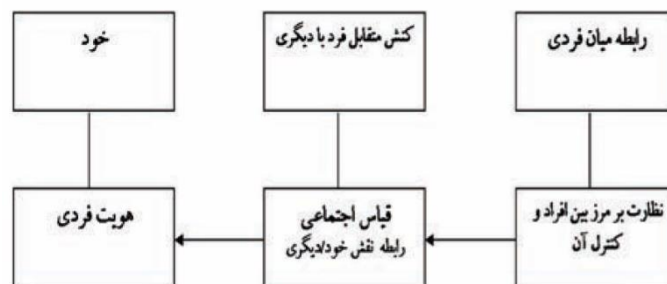 رابطه میان فردی
کنش متقابل فرد با دیگری
خود
نظارت بر مرز بین افراد و
کنترل آن
قیاس اجتماعی
رابطه نقش خود/دیگری
هویت فردی